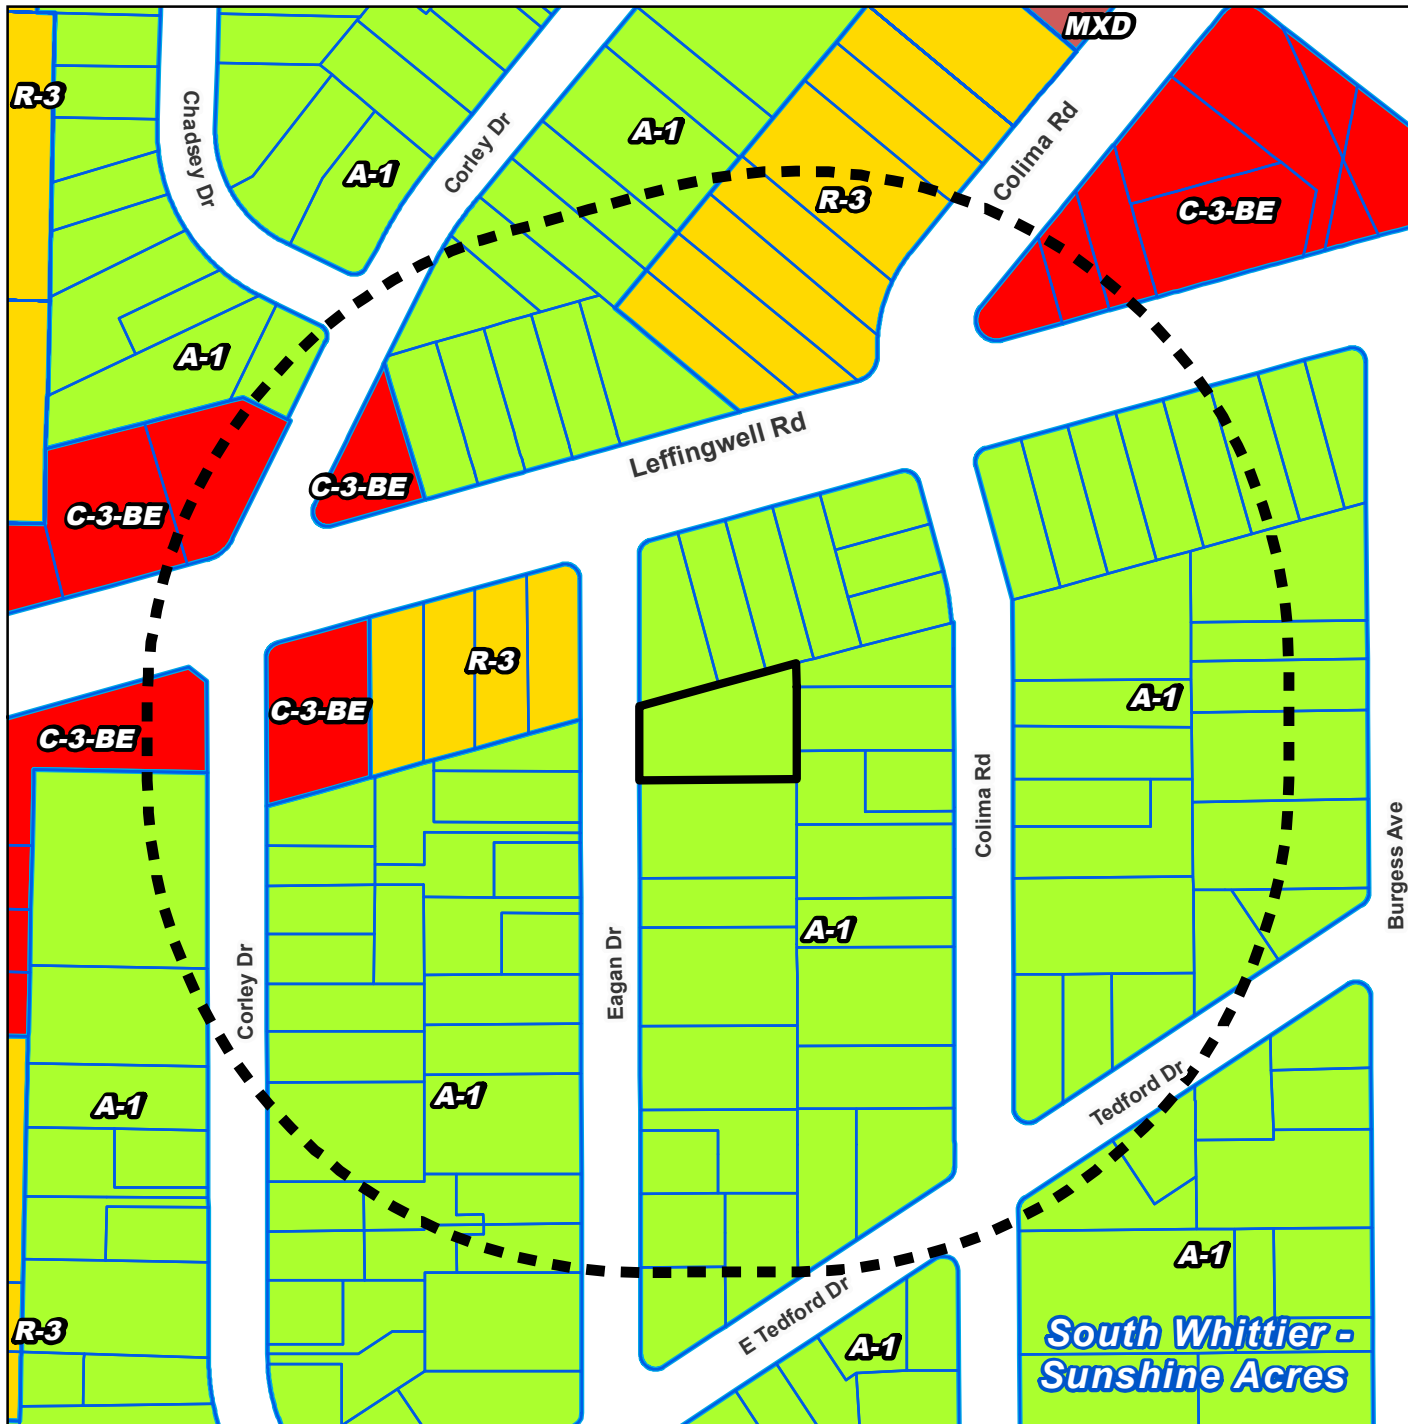 MXD
R-3
Chadsey Dr
A-1
Corley Dr
A-1
Colima Rd
R-3
C-3-BE
A-1
Leffingwell Rd
C-3-BE
C-3-BE
R-3
C-3-BE
C-3-BE
A-1
Colima Rd
Burgess Ave
A-1
Eagan Dr
Corley Dr
A-1
A-1
Tedford Dr
A-1
E Tedford Dr
R-3
A-1
South Whittier -
Sunshine Acres